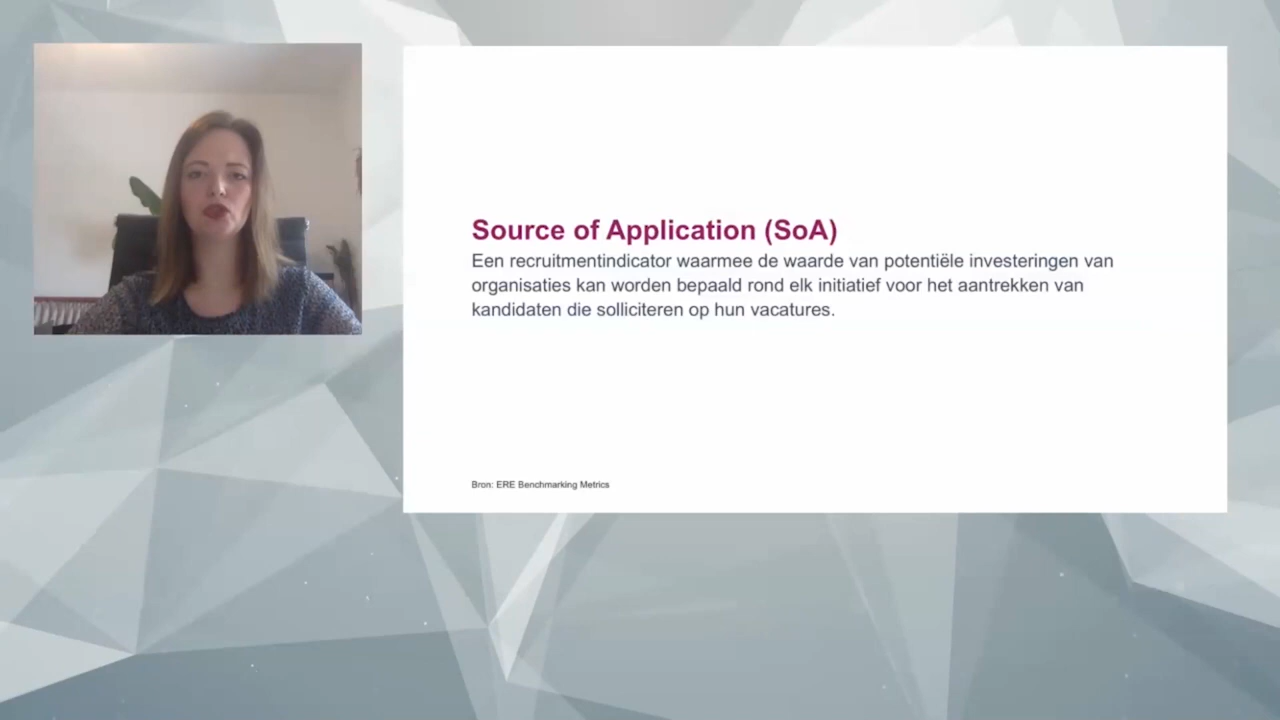 Source of Application (SoA)
Een recruitmentindicator waarmee de waarde van potentiële investeringen van
organisaties kan worden bepaald rond elk initiatief voor het aantrekken van
kandidaten die solliciteren op hun vacatures.
Bron: ERE Benchmarking Metrics